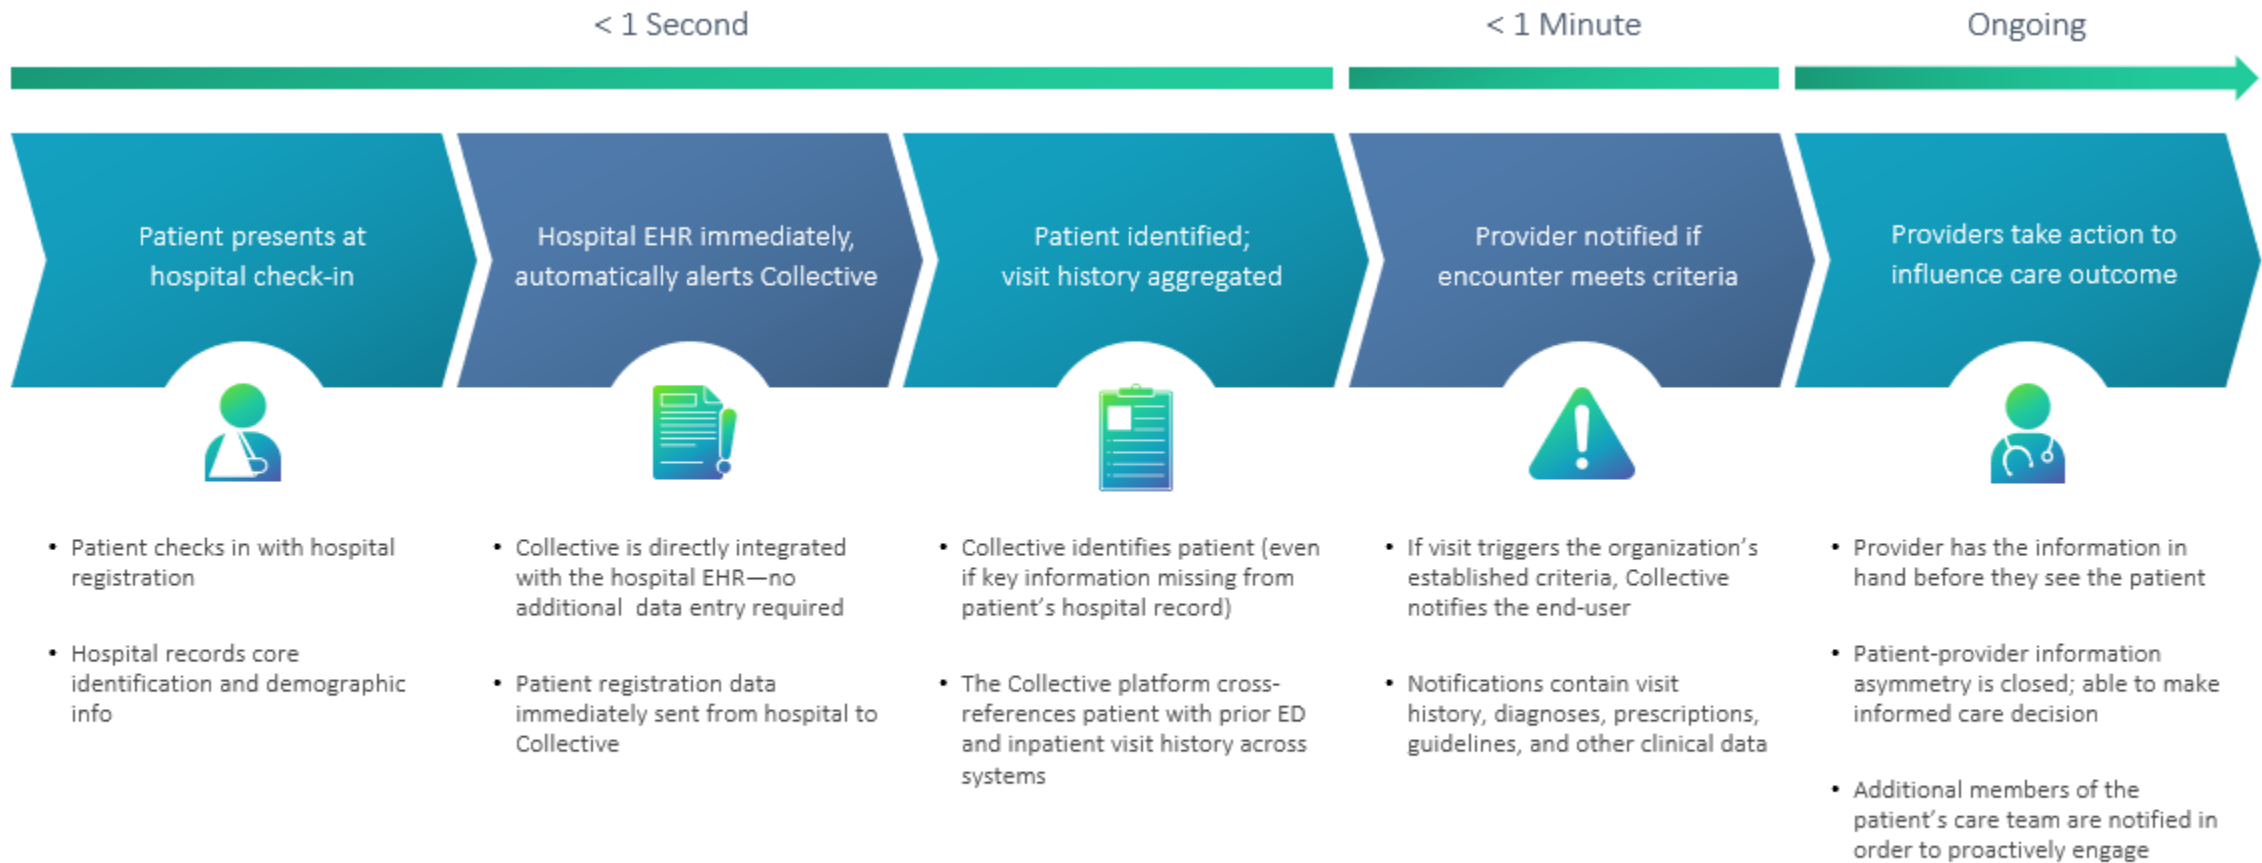 < 1 Second
< 1 Minute
Ongoing
Patient presents at
hospital check-in
Hospital EHR immediately,
automatically alerts Collective
Patient identified;
visit history aggregated
Provider notified if
encounter meets criteria
Providers take action to
influence care outcome
• Patient checks in with hospital
registration
• Hospital records core
identification and demographic
info
• Collective is directly integrated
with the hospital EHR—no
additional  data entry required
• Patient registration data
immediately sent from hospital to
Collective
• Collective identifies patient (even
if key information missing from
patient’s hospital record)
• The Collective platform cross-
references patient with prior ED
and inpatient visit history across
systems
• If visit triggers the organization’s
established criteria, Collective
notifies the end-user
• Notifications contain visit
history, diagnoses, prescriptions,
guidelines, and other clinical data
• Provider has the information in
hand before they see the patient
• Patient-provider information
asymmetry is closed; able to make
informed care decision
• Additional members of the
patient’s care team are notified in
order to proactively engage